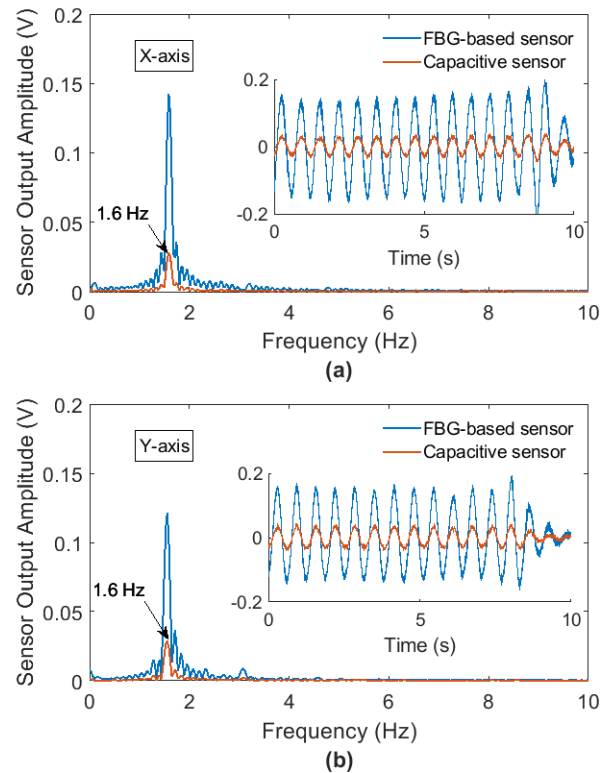 0.2
0.15
0.1
0.05
0
Sensor Output Amplitude (V)
X-axis
FBG-based sensor
Capacitive sensor
1.6 Hz
0.2
0
-0.2
0 5 10
Time (s)
0 2 4 6 8 10
Frequency (Hz)
(a)
0.2
0.15
0.1
0.05
0
Sensor Output Amplitude (V)
Y-axis
FBG-based sensor
Capacitive sensor
1.6 Hz
0.2
0
-0.2
0 5 10
Time (s)
0 2 4 6 8 10
Frequency (Hz)
(b)